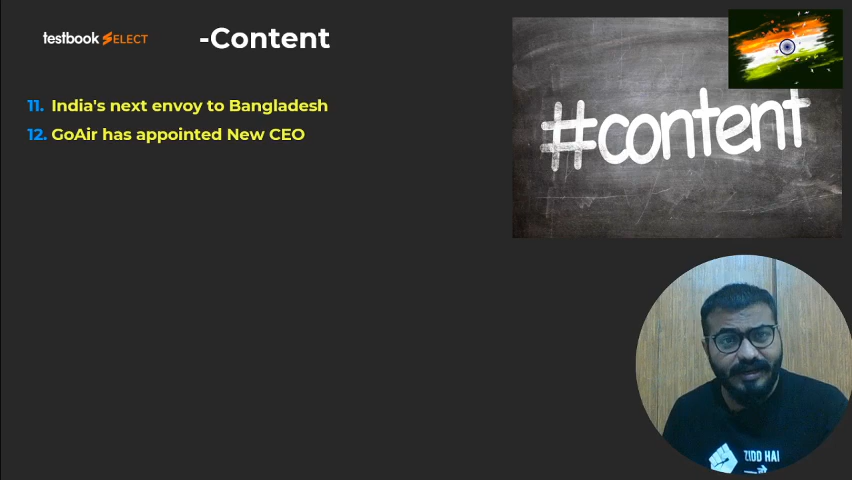 testbook SELECT
-Content
11. India's next envoy to Bangladesh
12. GoAir has appointed New CEO
#content
ZIDD HAI